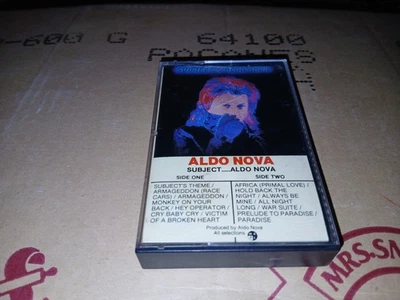 -600 G 64100
ALDO NOVA
SUBJECT.....ALDO NOVA
SIDE ONE SIDE TWO
SUBJECT'S THEME /
ARMAGEDDON (RACE
CARS) / ARMAGEDDON /
MONKEY ON YOUR
BACK / HEY OPERATOR /
CRY BABY CRY / VICTIM
OF A BROKEN HEART
AFRICA (PRIMAL LOVE) /
HOLD BACK THE
NIGHT / ALWAYS BE
MINE / ALL NIGHT
LONG / WAR SUITE /
PRELUDE TO PARADISE /
PARADISE
Produced by Aldo Nova
All selections
MRS. SM